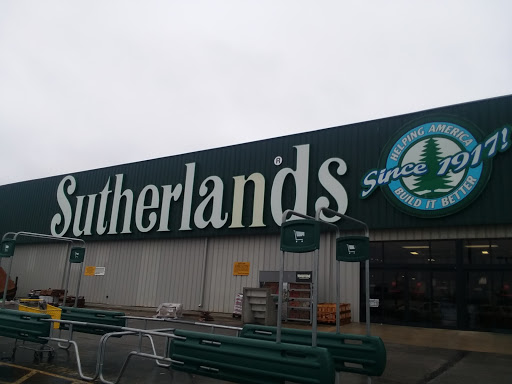 Sutherlands®
HELPING AMERICA
Since 1917!
BUILD IT BETTER